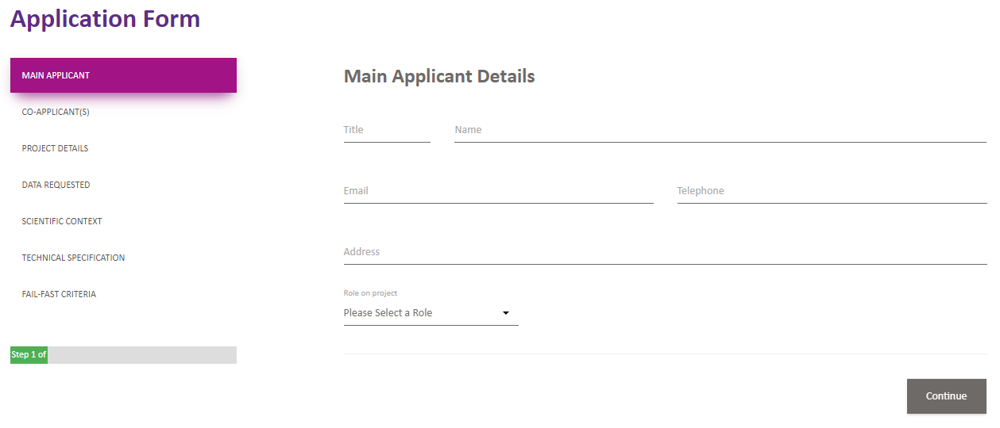 Application Form
MAIN APPLICANT
CO-APPLICANT(S)
PROJECT DETAILS
DATA REQUESTED
SCIENTIFIC CONTEXT
TECHNICAL SPECIFICATION
FAIL-FAST CRITERIA
Step 1 of
Main Applicant Details
Title Name
Email Telephone
Address
Role on project
Please Select a Role
Continue